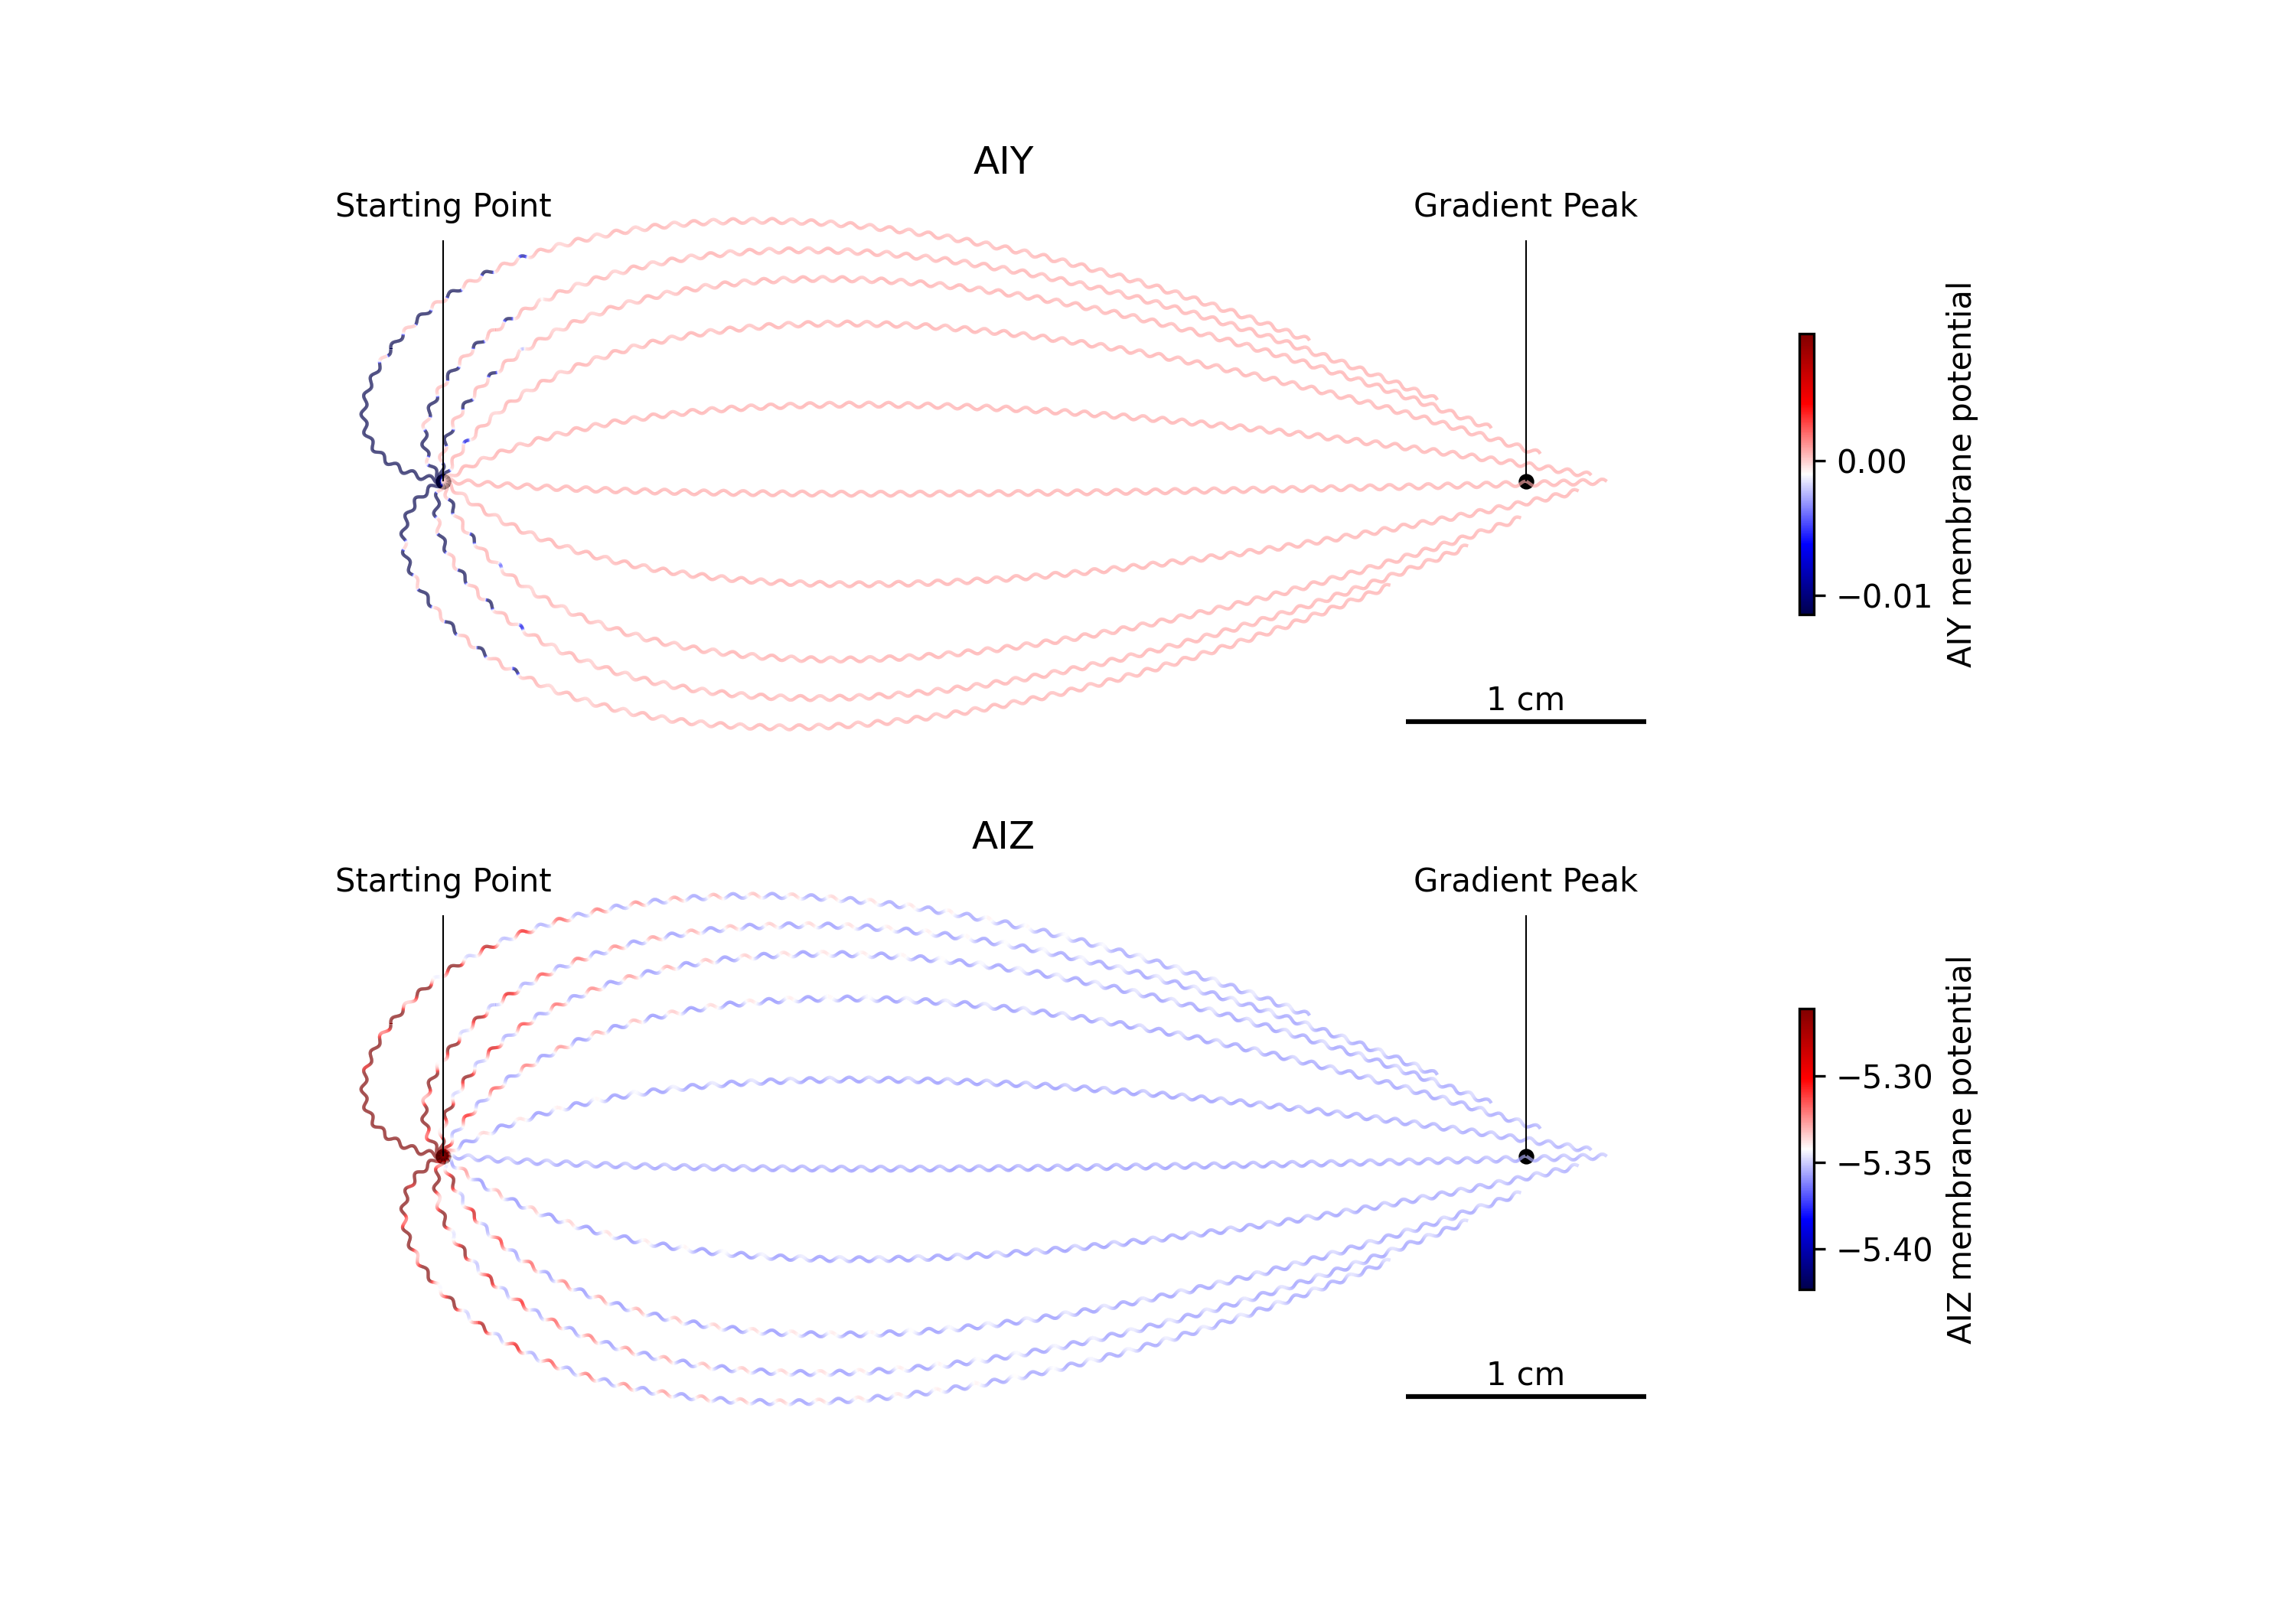 AIY
Starting Point
Gradient Peak
0.00
−0.01
AIY membrane potential
1 cm
AIZ
Starting Point
Gradient Peak
−5.30
−5.35
−5.40
AIZ membrane potential
1 cm